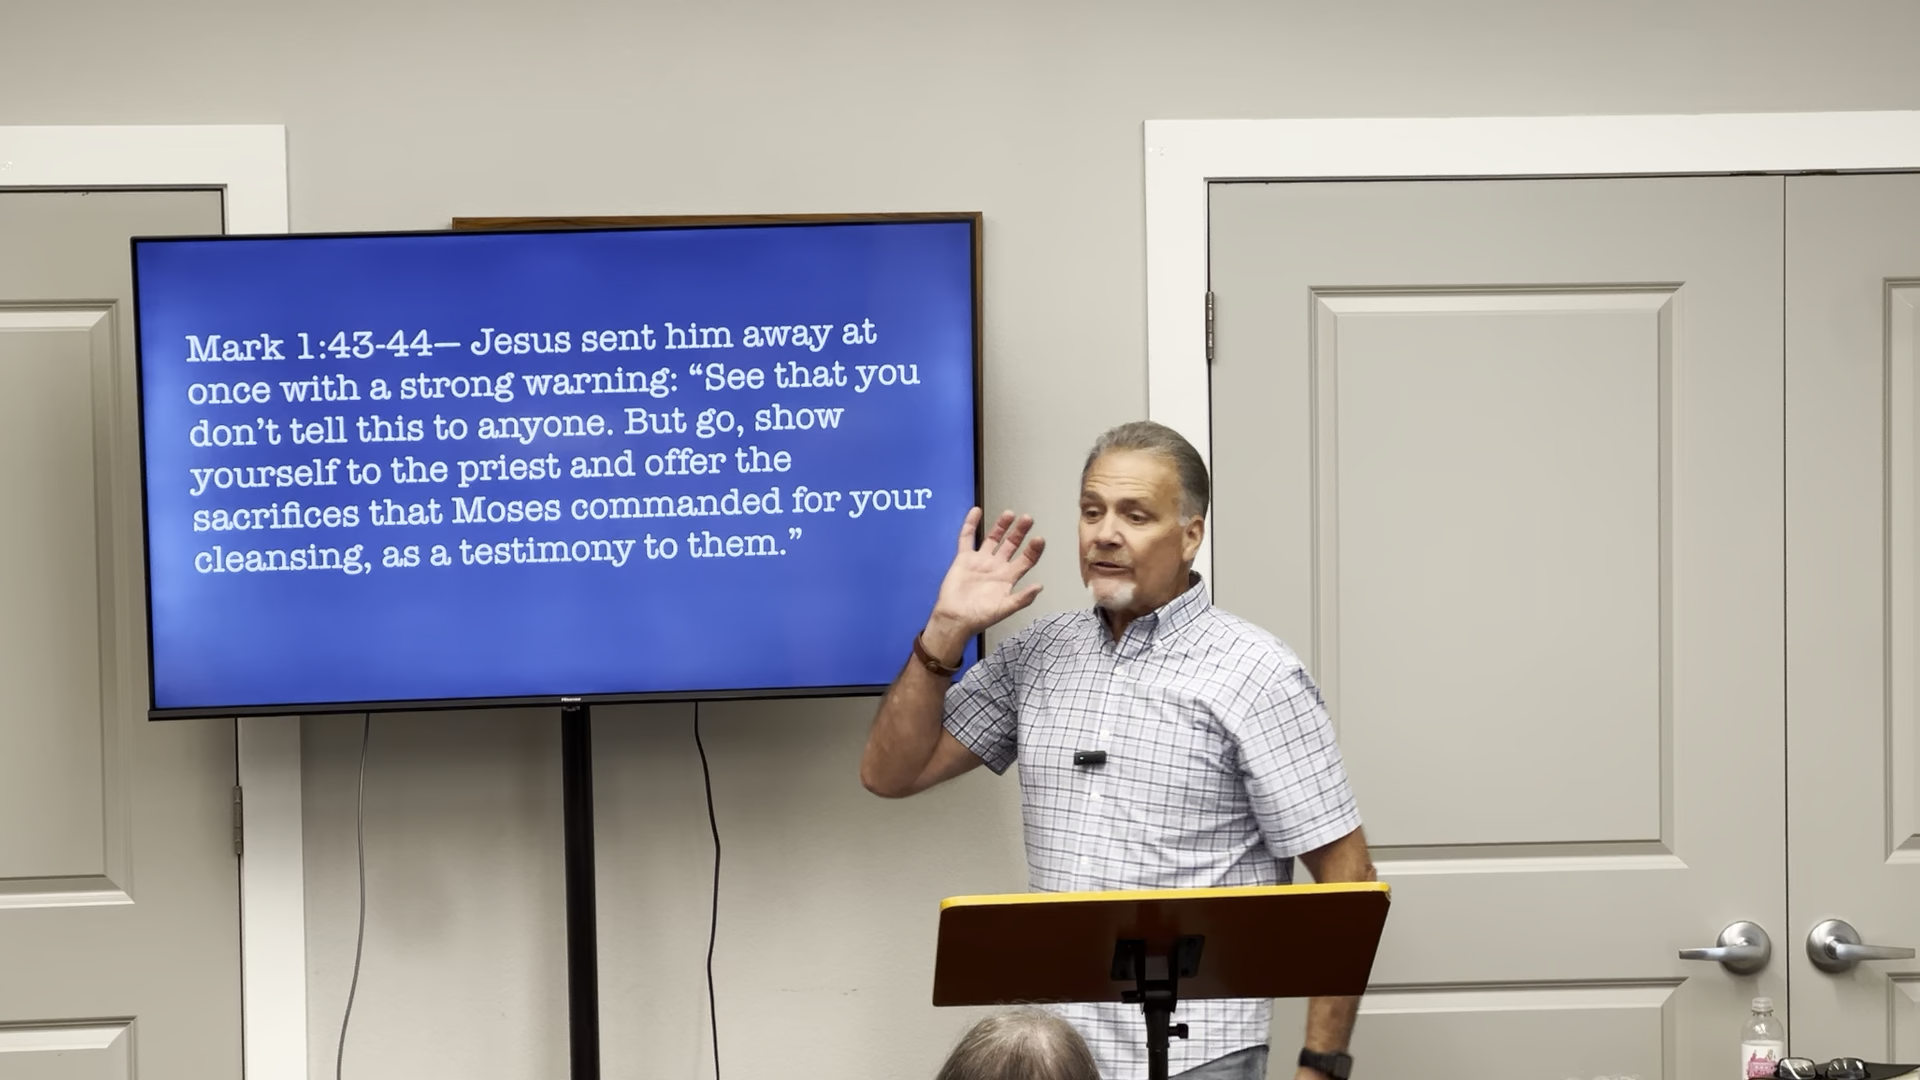 Mark 1:43-44— Jesus sent him away at
once with a strong warning: “See that you
don’t tell this to anyone. But go, show
yourself to the priest and offer the
sacrifices that Moses commanded for your
cleansing, as a testimony to them.”
Hisense